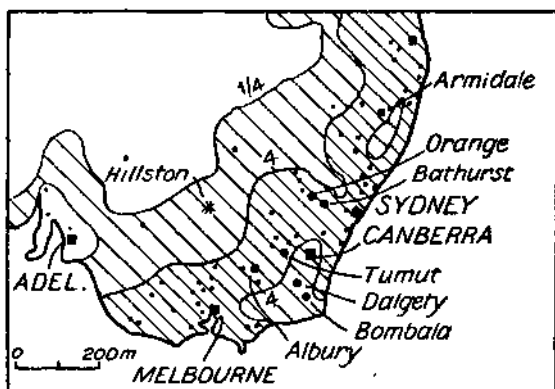 Armidale
1/4
4
Orange
Hillston
Bathurst
SYDNEY
CANBERRA
ADEL.
Tumut
4
Dalgety
Bombala
0 200m
Albury
MELBOURNE